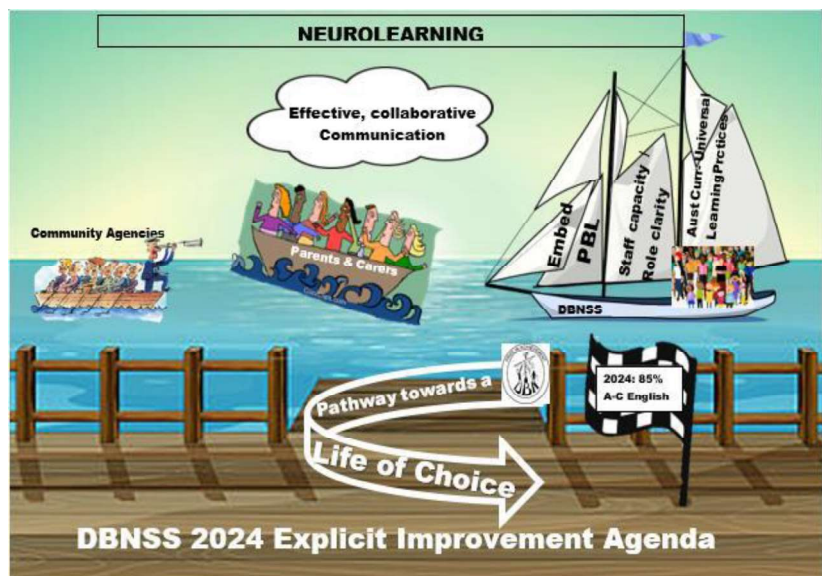 NEUROLEARNING
Effective, collaborative
Communication
Community Agencies
Parents & Carers
Embed
PBL
Staff capacity /
Role clarity
Aust Curr- Universal
Learning Prctices
DBNSS
Pathway towards a
Life of Choice
2024: 85%
A-C English
DBNSS 2024 Explicit Improvement Agenda